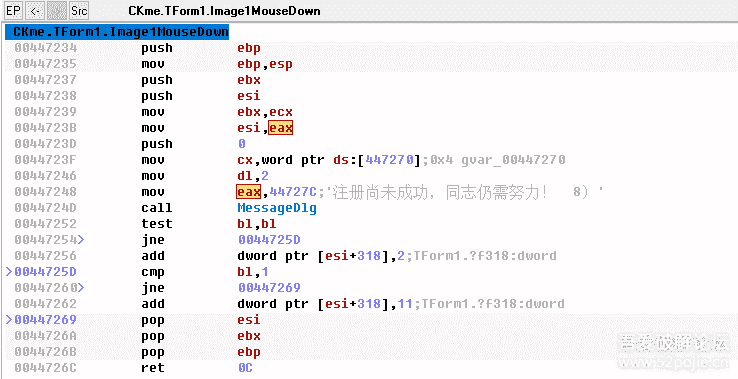 EP <- -> Src CKme.TForm1.Image1MouseDown
CKme.TForm1.Image1MouseDown
00447234 push ebp
00447235 mov ebp,esp
00447237 push ebx
00447238 push esi
00447239 mov ebx,ecx
0044723B mov esi,eax
0044723D push 0
0044723F mov cx,word ptr ds:[447270];0x4 gvar_00447270
00447246 mov dl,2
00447248 mov eax,44727C;'注册尚未成功，同志仍需努力！ 8）'
0044724D call MessageDlg
00447252 test bl,bl
00447254> jne 0044725D
00447256 add dword ptr [esi+318],2;TForm1.?f318:dword
>0044725D cmp bl,1
00447260> jne 00447269
00447262 add dword ptr [esi+318],11;TForm1.?f318:dword
>00447269 pop esi
0044726A pop ebx
0044726B pop ebp
0044726C ret 0C
吾爱破解论坛
www.52pojie.cn